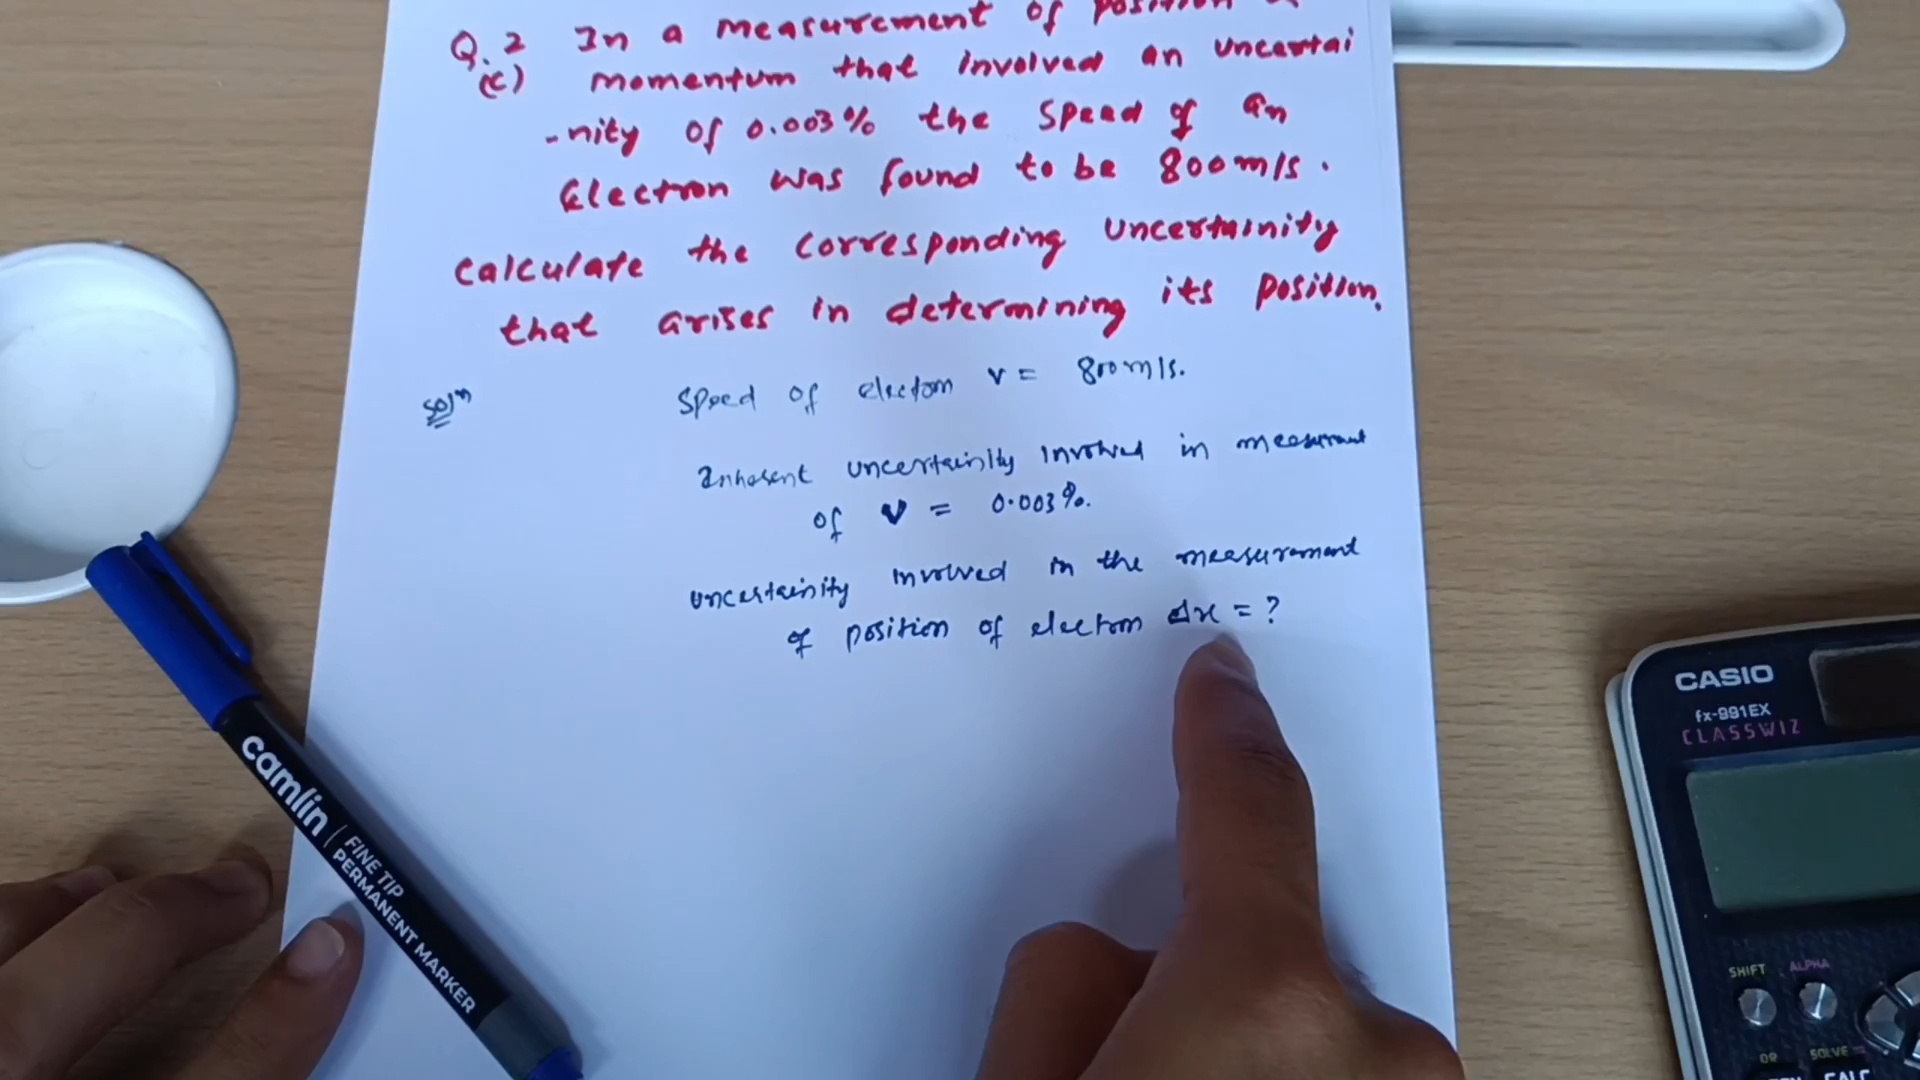 Q.2 In a measurement of position
(c) momentum that involved an uncertai
-nity of 0.003% the speed of an
Electron was found to be 800m/s.
calculate the corresponding uncertainity
that arises in determining its position.
soln speed of electron v = 800m/s.
Inherent uncertainity involved in measurment
of v = 0.003%.
uncertainity involved in the measurement
of position of electron Δx = ?
camlin
FINE TIP
PERMANENT MARKER
CASIO
fx-991EX
CLASSWIZ
SHIFT ALPHA
SOLVE =
CALC